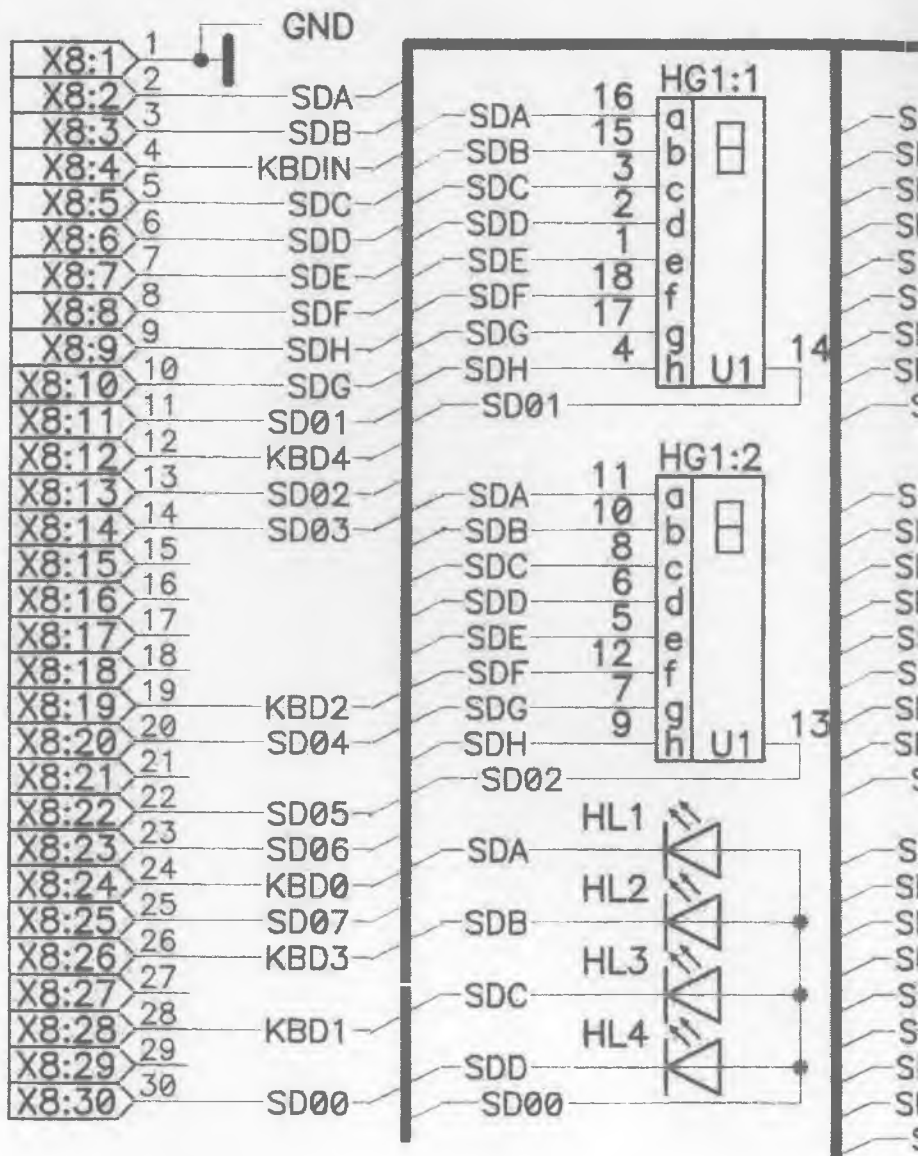 GND
X8:1 1
X8:2 2 SDA
X8:3 3 SDB
X8:4 4 KBDIN
X8:5 5 SDC
X8:6 6 SDD
X8:7 7 SDE
X8:8 8 SDF
X8:9 9 SDH
X8:10 10 SDG
X8:11 11 SD01
X8:12 12 KBD4
X8:13 13 SD02
X8:14 14 SD03
X8:15 15
X8:16 16
X8:17 17
X8:18 18
X8:19 19 KBD2
X8:20 20 SD04
X8:21 21
X8:22 22 SD05
X8:23 23 SD06
X8:24 24 KBD0
X8:25 25 SD07
X8:26 26 KBD3
X8:27 27
X8:28 28 KBD1
X8:29 29
X8:30 30 SD00
HG1:1
SDA 16 a
SDB 15 b
SDC 3 c
SDD 2 d
SDE 1 e
SDF 18 f
SDG 17 g
SDH 4 h U1 14
SD01
HG1:2
SDA 11 a
SDB 10 b
SDC 8 c
SDD 6 d
SDE 5 e
SDF 12 f
SDG 7 g
SDH 9 h U1 13
SD02
HL1
SDA
HL2
SDB
HL3
SDC
HL4
SDD
SD00